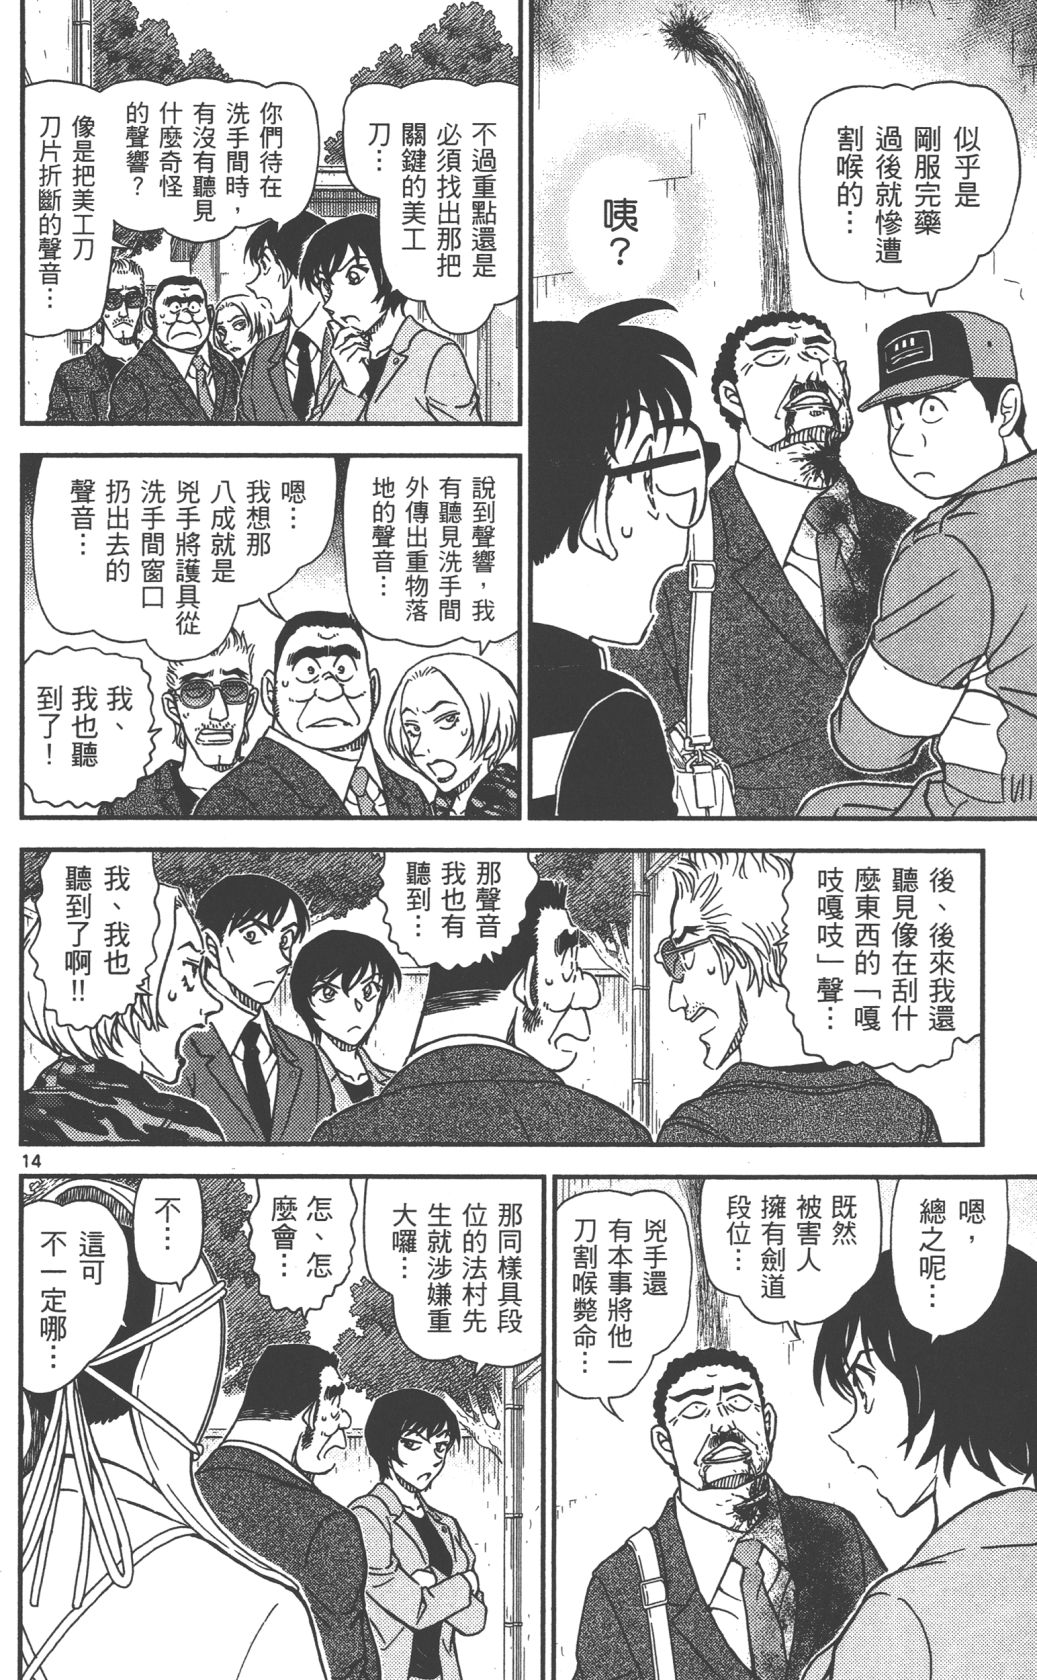 似乎是
剛服完藥
過後就慘遭
割喉的…
咦？
不過重點還是
必須找出那把
關鍵的美工
刀…
你們待在
洗手間時，
有沒有聽見
什麼奇怪
的聲響？
像是把美工刀
刀片折斷的聲音…
說到聲響，我
有聽見洗手間
外傳出重物落
地的聲音…
嗯…
我想那
八成就是
兇手將護具從
洗手間窗口
扔出去的
聲音…
我、
我也聽
到了！
後、後來我還
聽見像在刮什
麼東西的「嘎
吱嘎吱」聲…
那聲音
我也有
聽到…
我、我也
聽到了啊!!
14
嗯，
總之呢…
既然
被害人
擁有劍道
段位…
兇手還
有本事將他一
刀割喉斃命…
那同樣具段
位的法村先
生就涉嫌重
大囉…
怎、怎
麼會…
不…
這可
不一定哪…